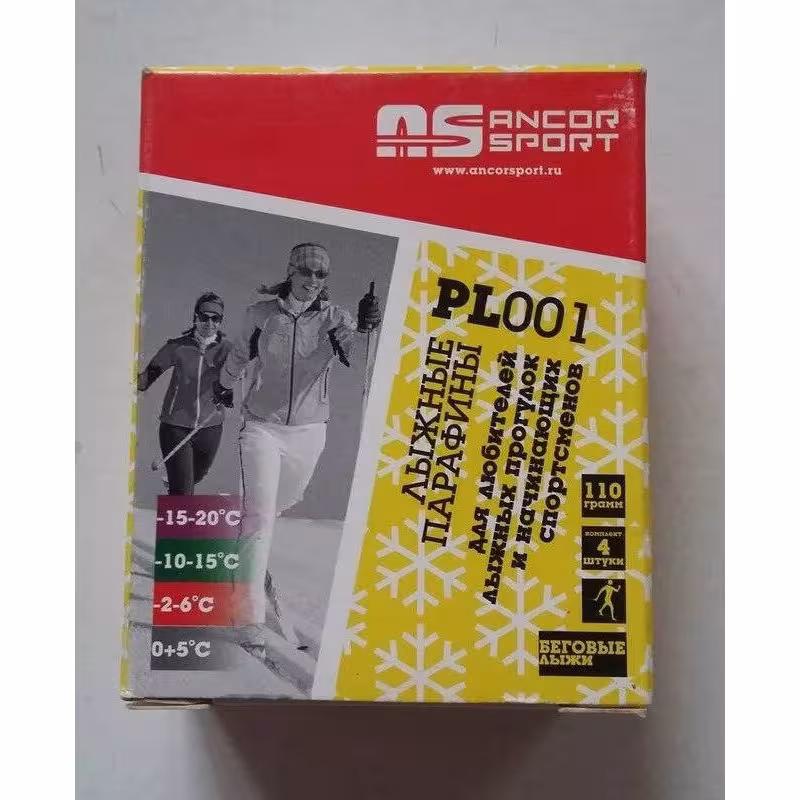 AS ANCOR
SPORT
www.ancorsport.ru
PL001
ЛЫЖНЫЕ
ПАРАФИНЫ
для любителей
лыжных прогулок
и начинающих
спортсменов
-15-20°C
-10-15°C
-2-6°C
0+5°C
110
грамм
комплект
4
штуки
БЕГОВЫЕ
ЛЫЖИ